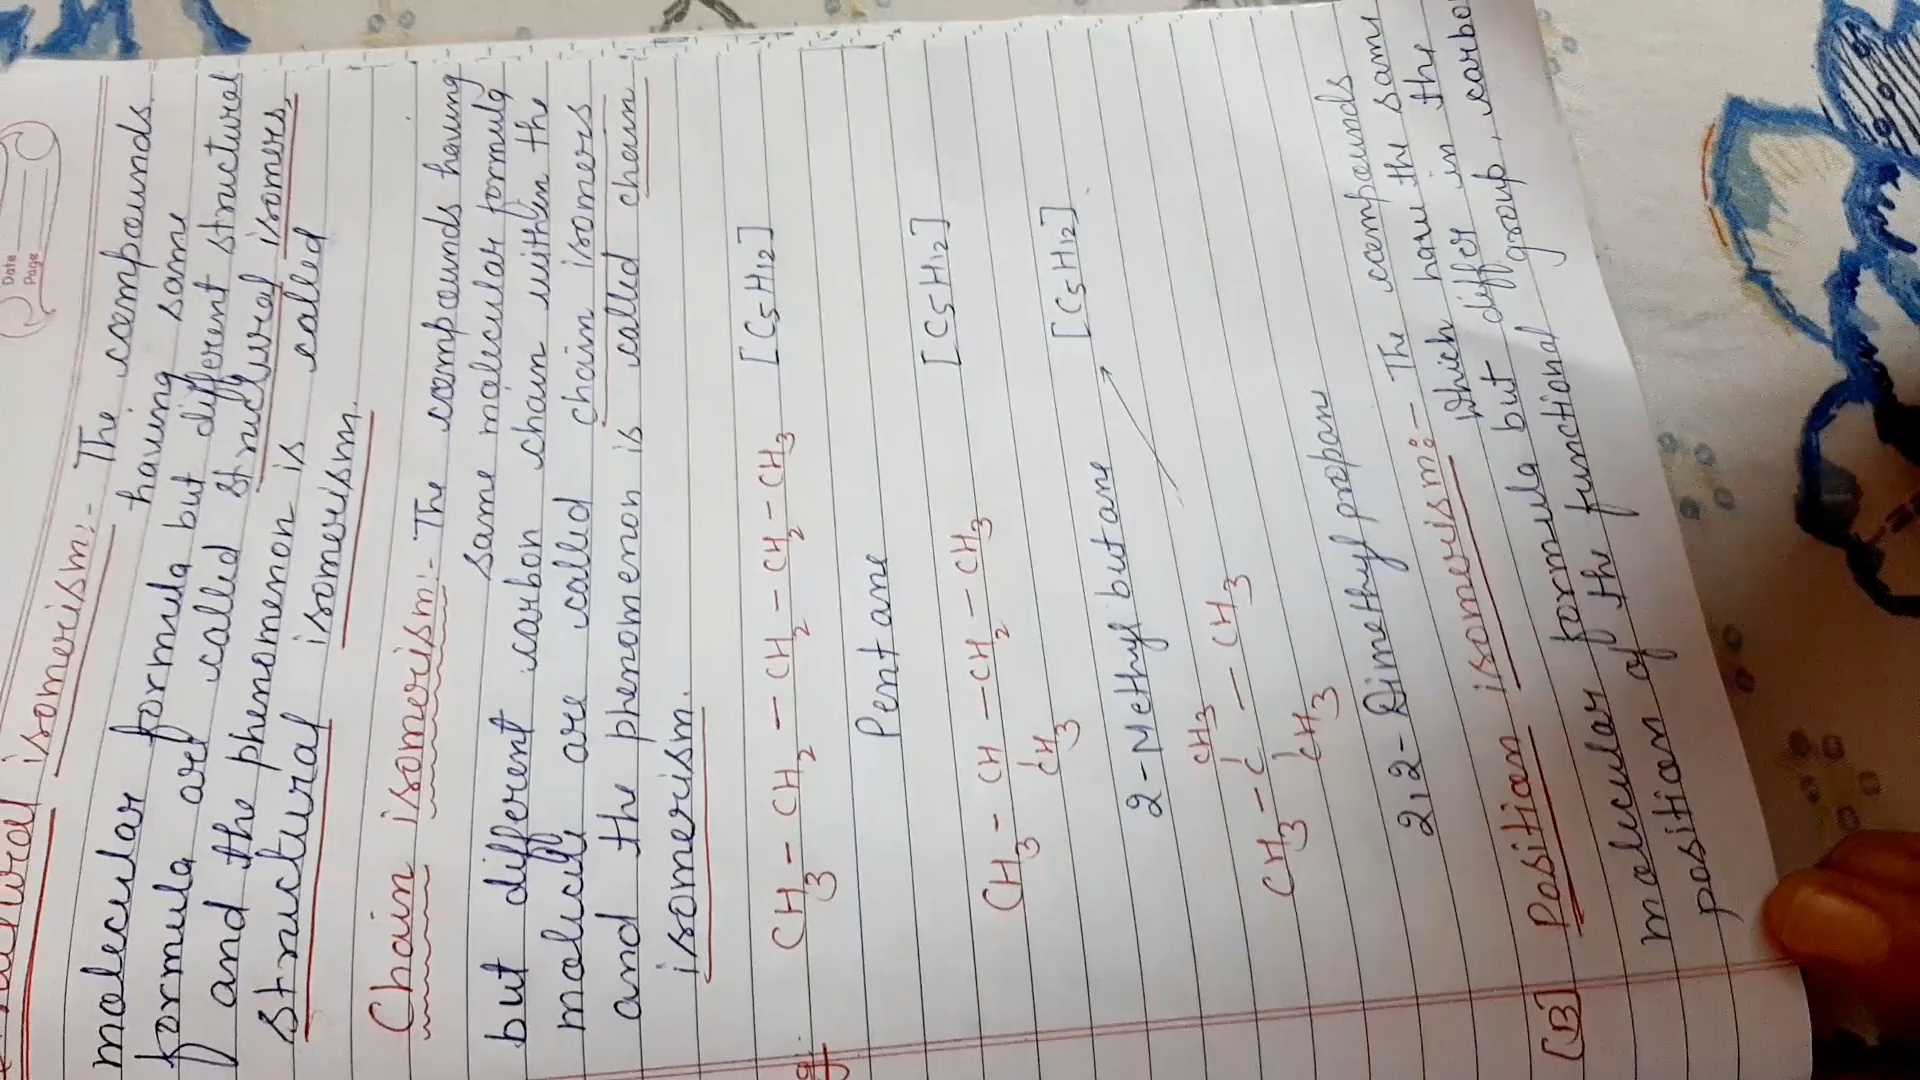 Date
Page
isomerism:- The compounds
having same
molecular formula but different structural
formula are called structural isomers,
and the phenomenon is called
structural isomerism.
Chain isomerism:- The compounds having
same molecular formula
but different carbon chain within the
molecule are called chain isomers
and the phenomenon is called chain
isomerism.
CH3 - CH2 - CH2 - CH2 - CH3 [C5H12]
Pentane
CH3 - CH - CH2 - CH3 [C5H12]
CH3
2-Methyl butane [C5H12]
CH3
CH3 - C - CH3
CH3
2,2-Dimethyl propan
[B] Position isomerism:- The compounds
which have the same
molecular formula but differ in the
position of the functional group, carbo